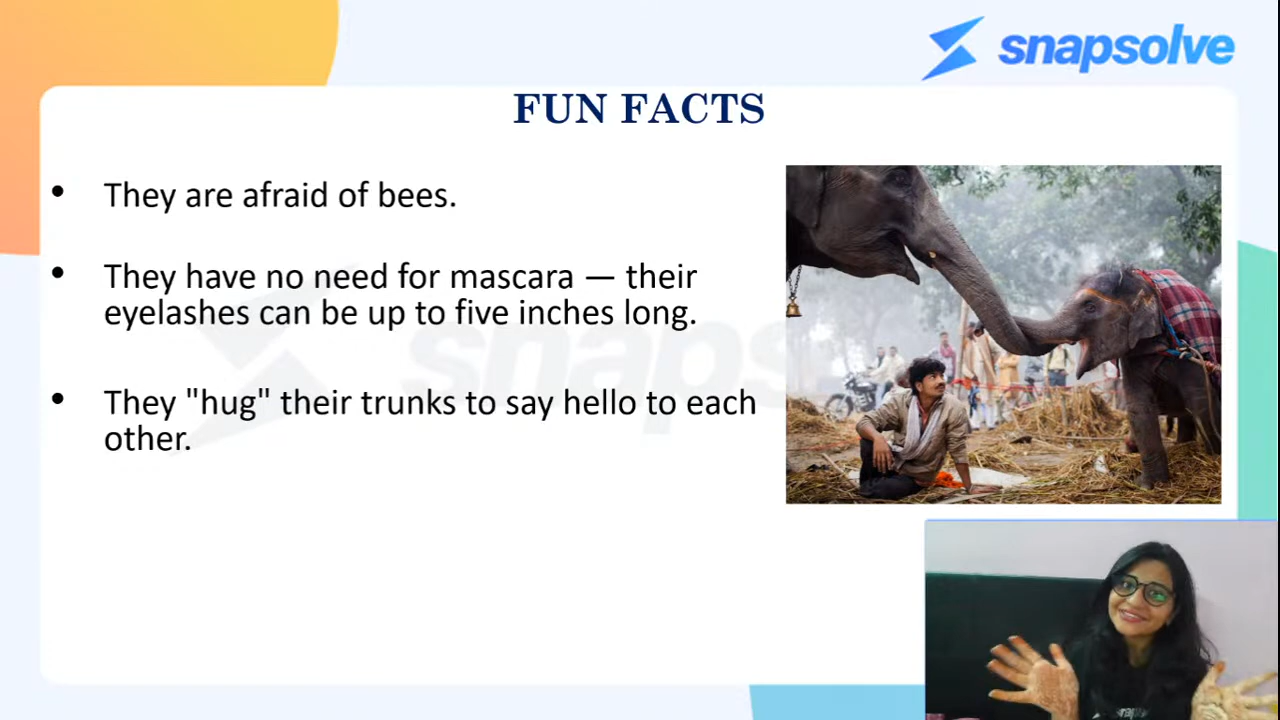 snapsolve
FUN FACTS
• They are afraid of bees.
• They have no need for mascara — their
eyelashes can be up to five inches long.
• They "hug" their trunks to say hello to each
other.